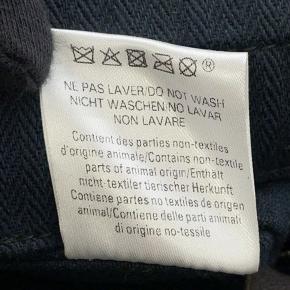 ®
NE PAS LAVER/DO NOT WASH
NICHT WASCHEN/NO LAVAR
NON LAVARE
Contient des parties non-textiles
d'origine animale/Contains non-textile
parts of animal origin/Enthält
nicht-textiler tierischer Herkunft
Contiene partes no textiles de origen
animal/Contiene delle parti animali
di origine no-tessile